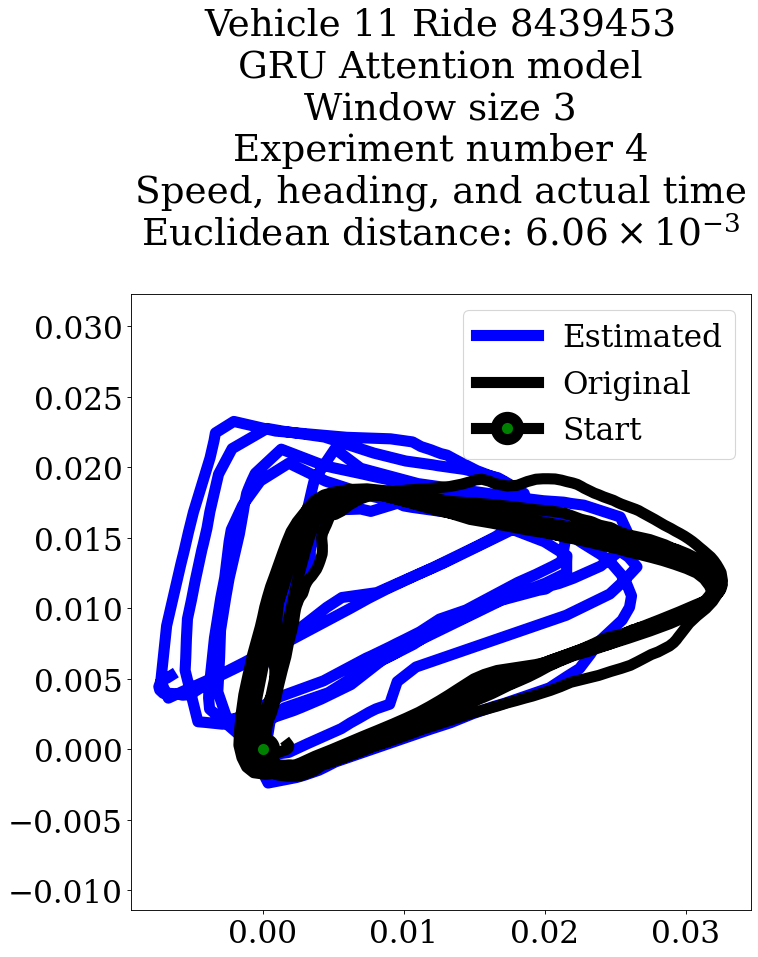 Vehicle 11 Ride 8439453
GRU Attention model
Window size 3
Experiment number 4
Speed, heading, and actual time
Euclidean distance: 6.06 × 10⁻³
Estimated
Original
Start
0.030
0.025
0.020
0.015
0.010
0.005
0.000
−0.005
−0.010
0.00 0.01 0.02 0.03